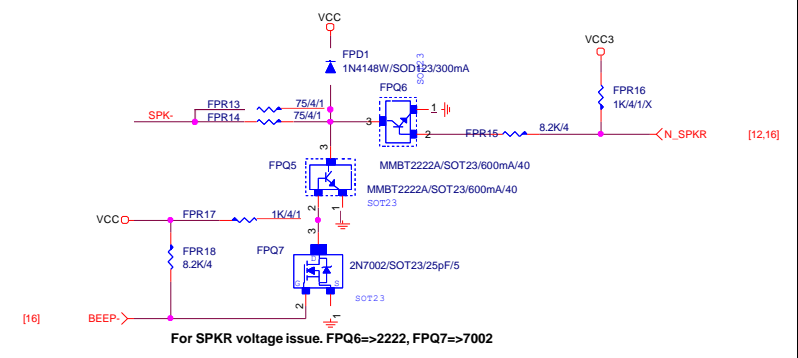 VCC
VCC3
FPD1
1N4148W/SOD123/300mA
SOT23
FPQ6
FPR16
1K/4/1/X
FPR13
75/4/1
SPK-
FPR14
75/4/1
3
1
2
FPR15
8.2K/4
N_SPKR
[12,16]
3
FPQ5
MMBT2222A/SOT23/600mA/40
MMBT2222A/SOT23/600mA/40
SOT23
2
1
VCC
FPR17
1K/4/1
3
FPR18
8.2K/4
FPQ7
D
2N7002/SOT23/25pF/5
G
S
SOT23
2
1
[16]
BEEP-
For SPKR voltage issue. FPQ6=>2222, FPQ7=>7002